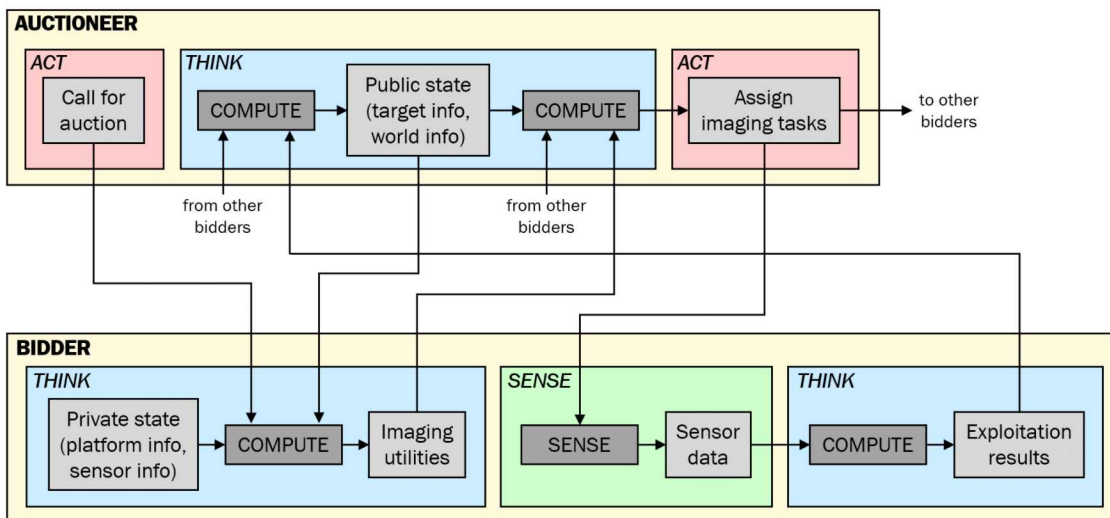 AUCTIONEER
ACT
Call for
auction
THINK
COMPUTE
Public state
(target info,
world info)
COMPUTE
ACT
Assign
imaging tasks
to other
bidders
from other
bidders
from other
bidders
BIDDER
THINK
Private state
(platform info,
sensor info)
COMPUTE
Imaging
utilities
SENSE
SENSE
Sensor
data
THINK
COMPUTE
Exploitation
results